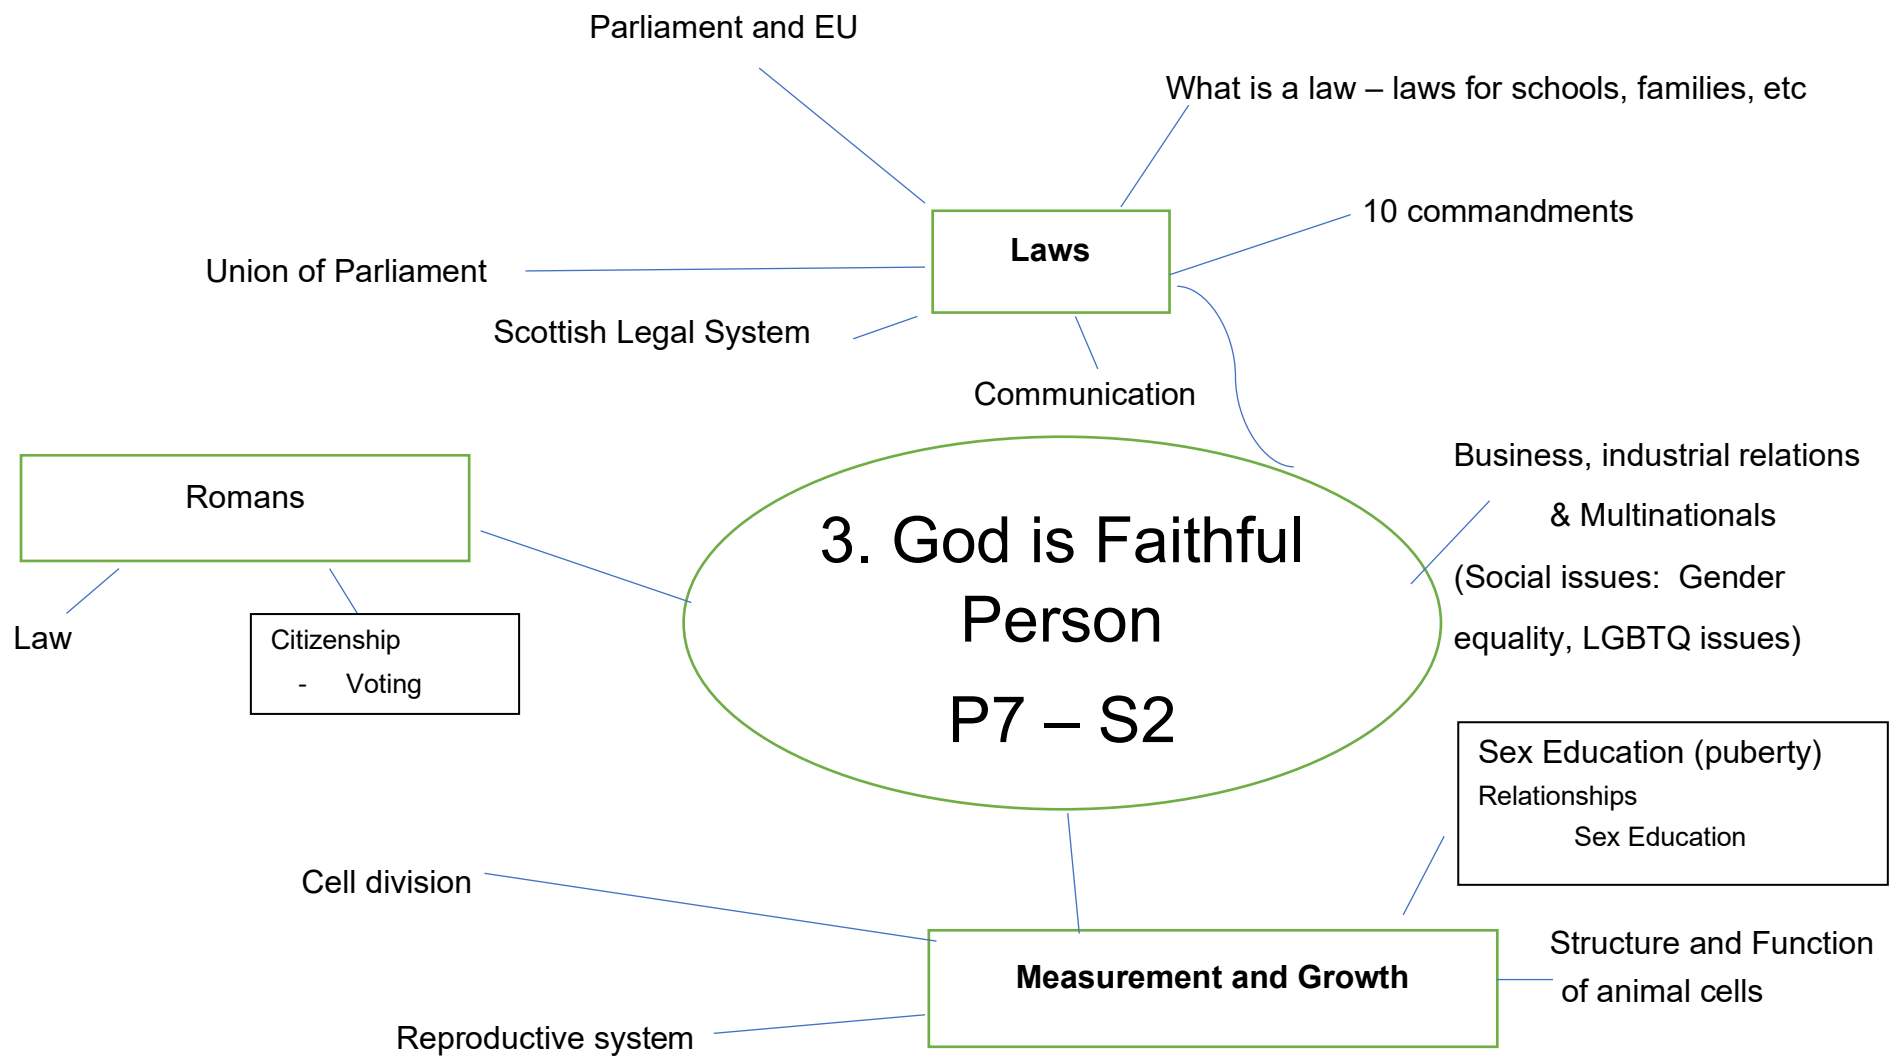 Parliament and EU
What is a law – laws for schools, families, etc
10 commandments
Laws
Union of Parliament
Scottish Legal System
Communication
Business, industrial relations
& Multinationals
(Social issues:  Gender
equality, LGBTQ issues)
Romans
3. God is Faithful
Person
P7 – S2
Law
Citizenship
- Voting
Sex Education (puberty)
Relationships
Sex Education
Cell division
Structure and Function
of animal cells
Measurement and Growth
Reproductive system